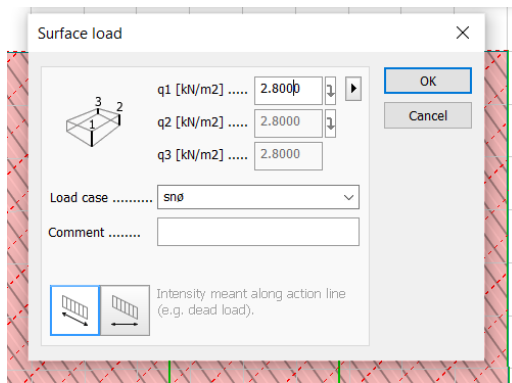 Surface load
q1 [kN/m2] ..... 2.8000
OK
3 2
1
q2 [kN/m2] ..... 2.8000
Cancel
q3 [kN/m2] ..... 2.8000
Load case .......... snø
Comment ........
Intensity meant along action line
(e.g. dead load).